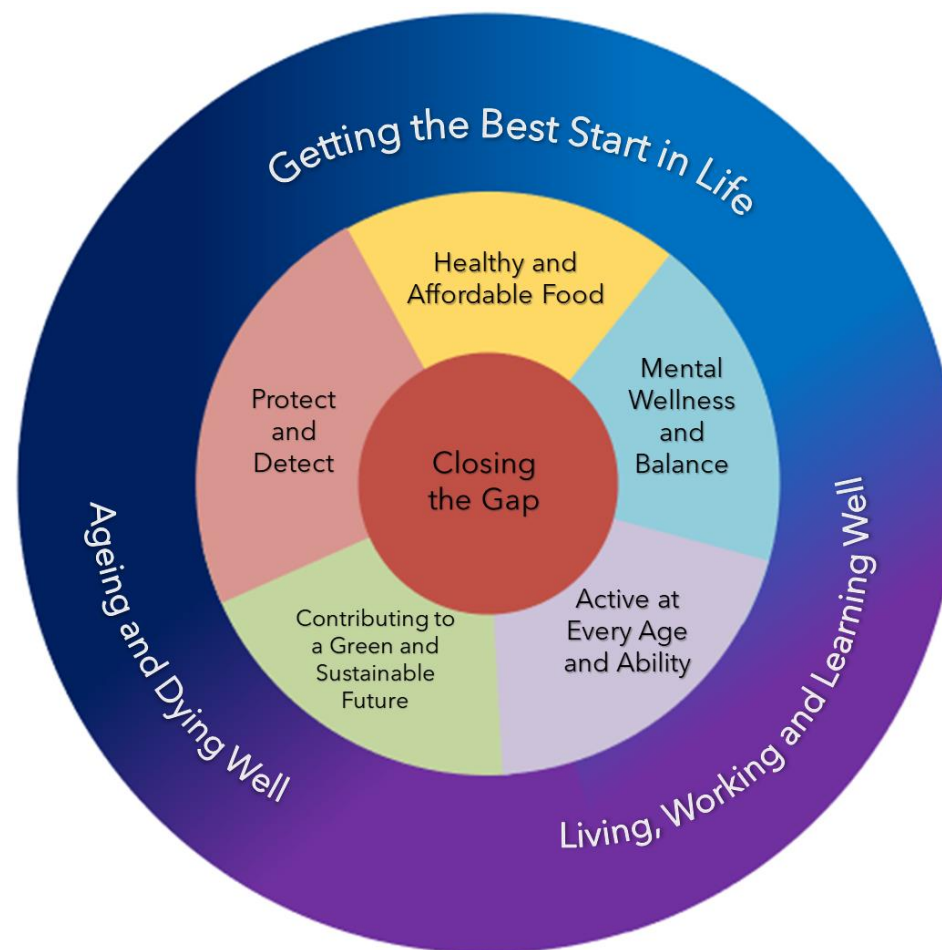 Getting the Best Start in Life
Healthy and
Affordable Food
Mental
Wellness
and
Balance
Protect
and
Detect
Closing
the Gap
Active at
Every Age
and Ability
Contributing to
a Green and
Sustainable
Future
Living, Working and Learning Well
Ageing and Dying Well